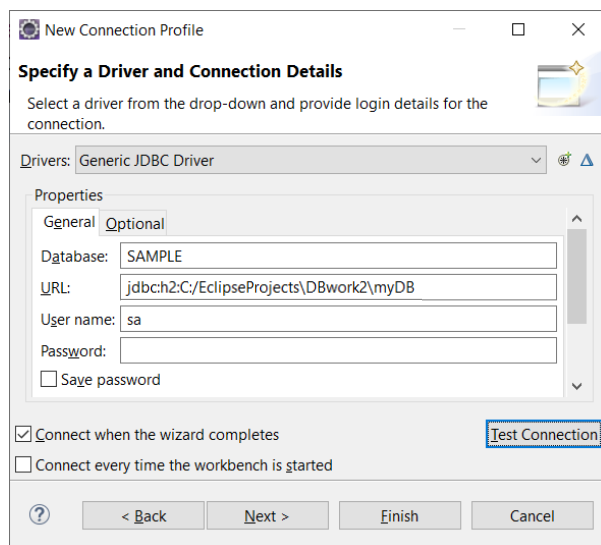 New Connection Profile
Specify a Driver and Connection Details
Select a driver from the drop-down and provide login details for the
connection.
Drivers: Generic JDBC Driver
Properties
General Optional
Database: SAMPLE
URL: jdbc:h2:C:/EclipseProjects\DBwork2\myDB
User name: sa
Password:
Save password
Connect when the wizard completes Test Connection
Connect every time the workbench is started
? < Back Next > Finish Cancel